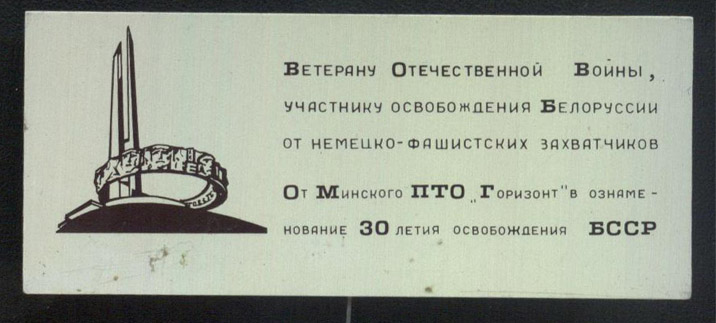 Ветерану Отечественной Войны,
участнику освобождения Белоруссии
от немецко-фашистских захватчиков
От Минского ПТО „Горизонт" в ознаме-
нование 30 летия освобождения БССР